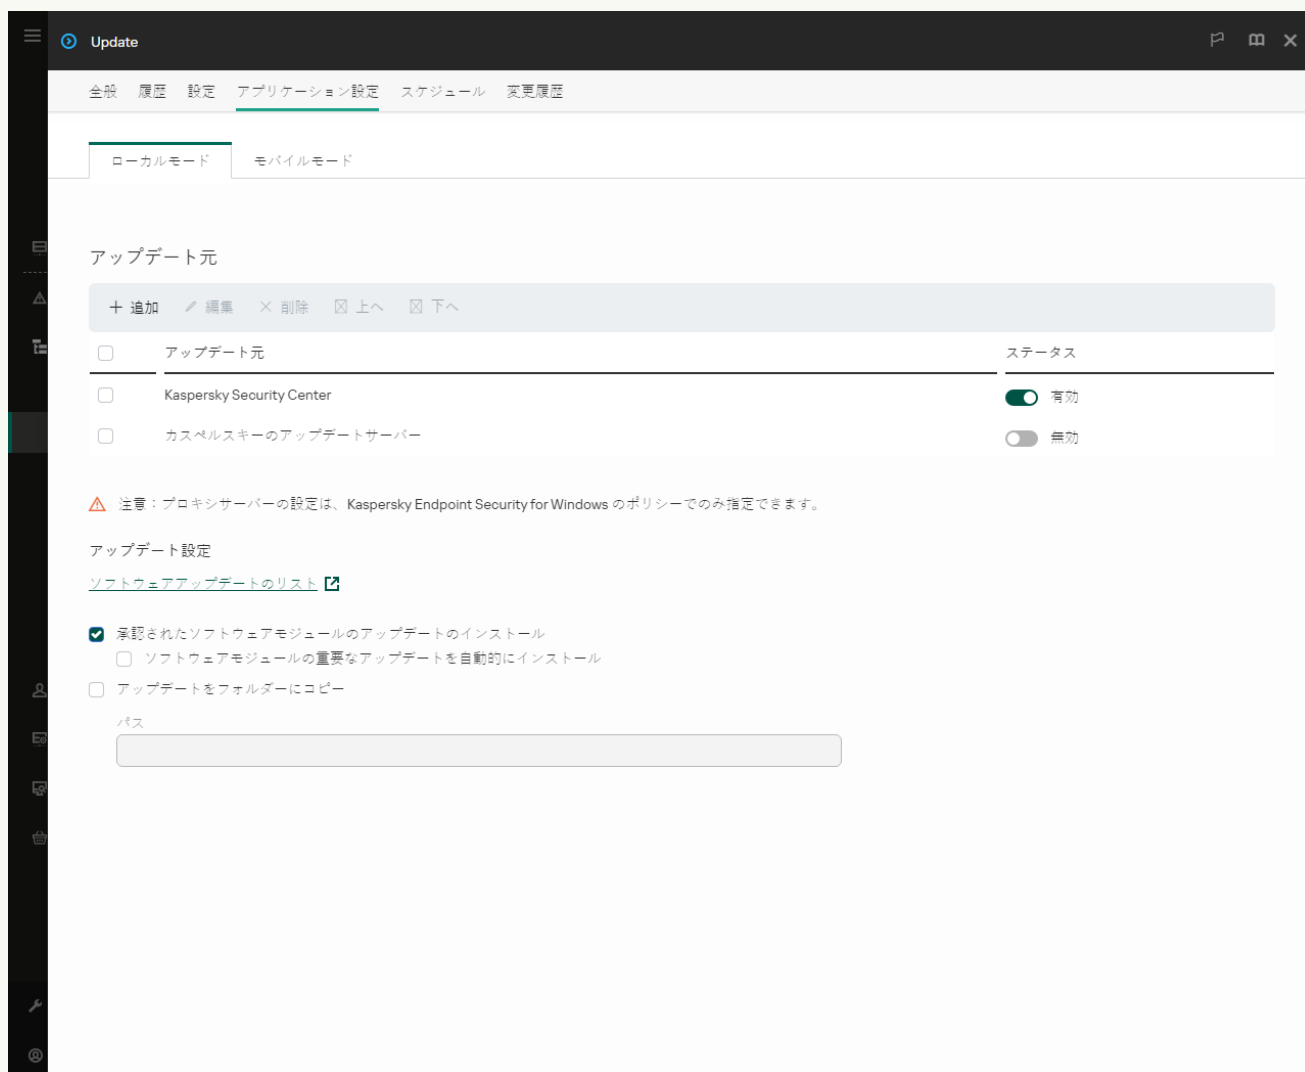 Update
全般 履歴 設定 アプリケーション設定 スケジュール 変更履歴
ローカルモード モバイルモード
アップデート元
追加 編集 削除 上へ 下へ
アップデート元 ステータス
Kaspersky Security Center 有効
カスペルスキーのアップデートサーバー 無効
注意：プロキシサーバーの設定は、Kaspersky Endpoint Security for Windows のポリシーでのみ指定できます。
アップデート設定
ソフトウェアアップデートのリスト
承認されたソフトウェアモジュールのアップデートのインストール
ソフトウェアモジュールの重要なアップデートを自動的にインストール
アップデートをフォルダーにコピー
パス